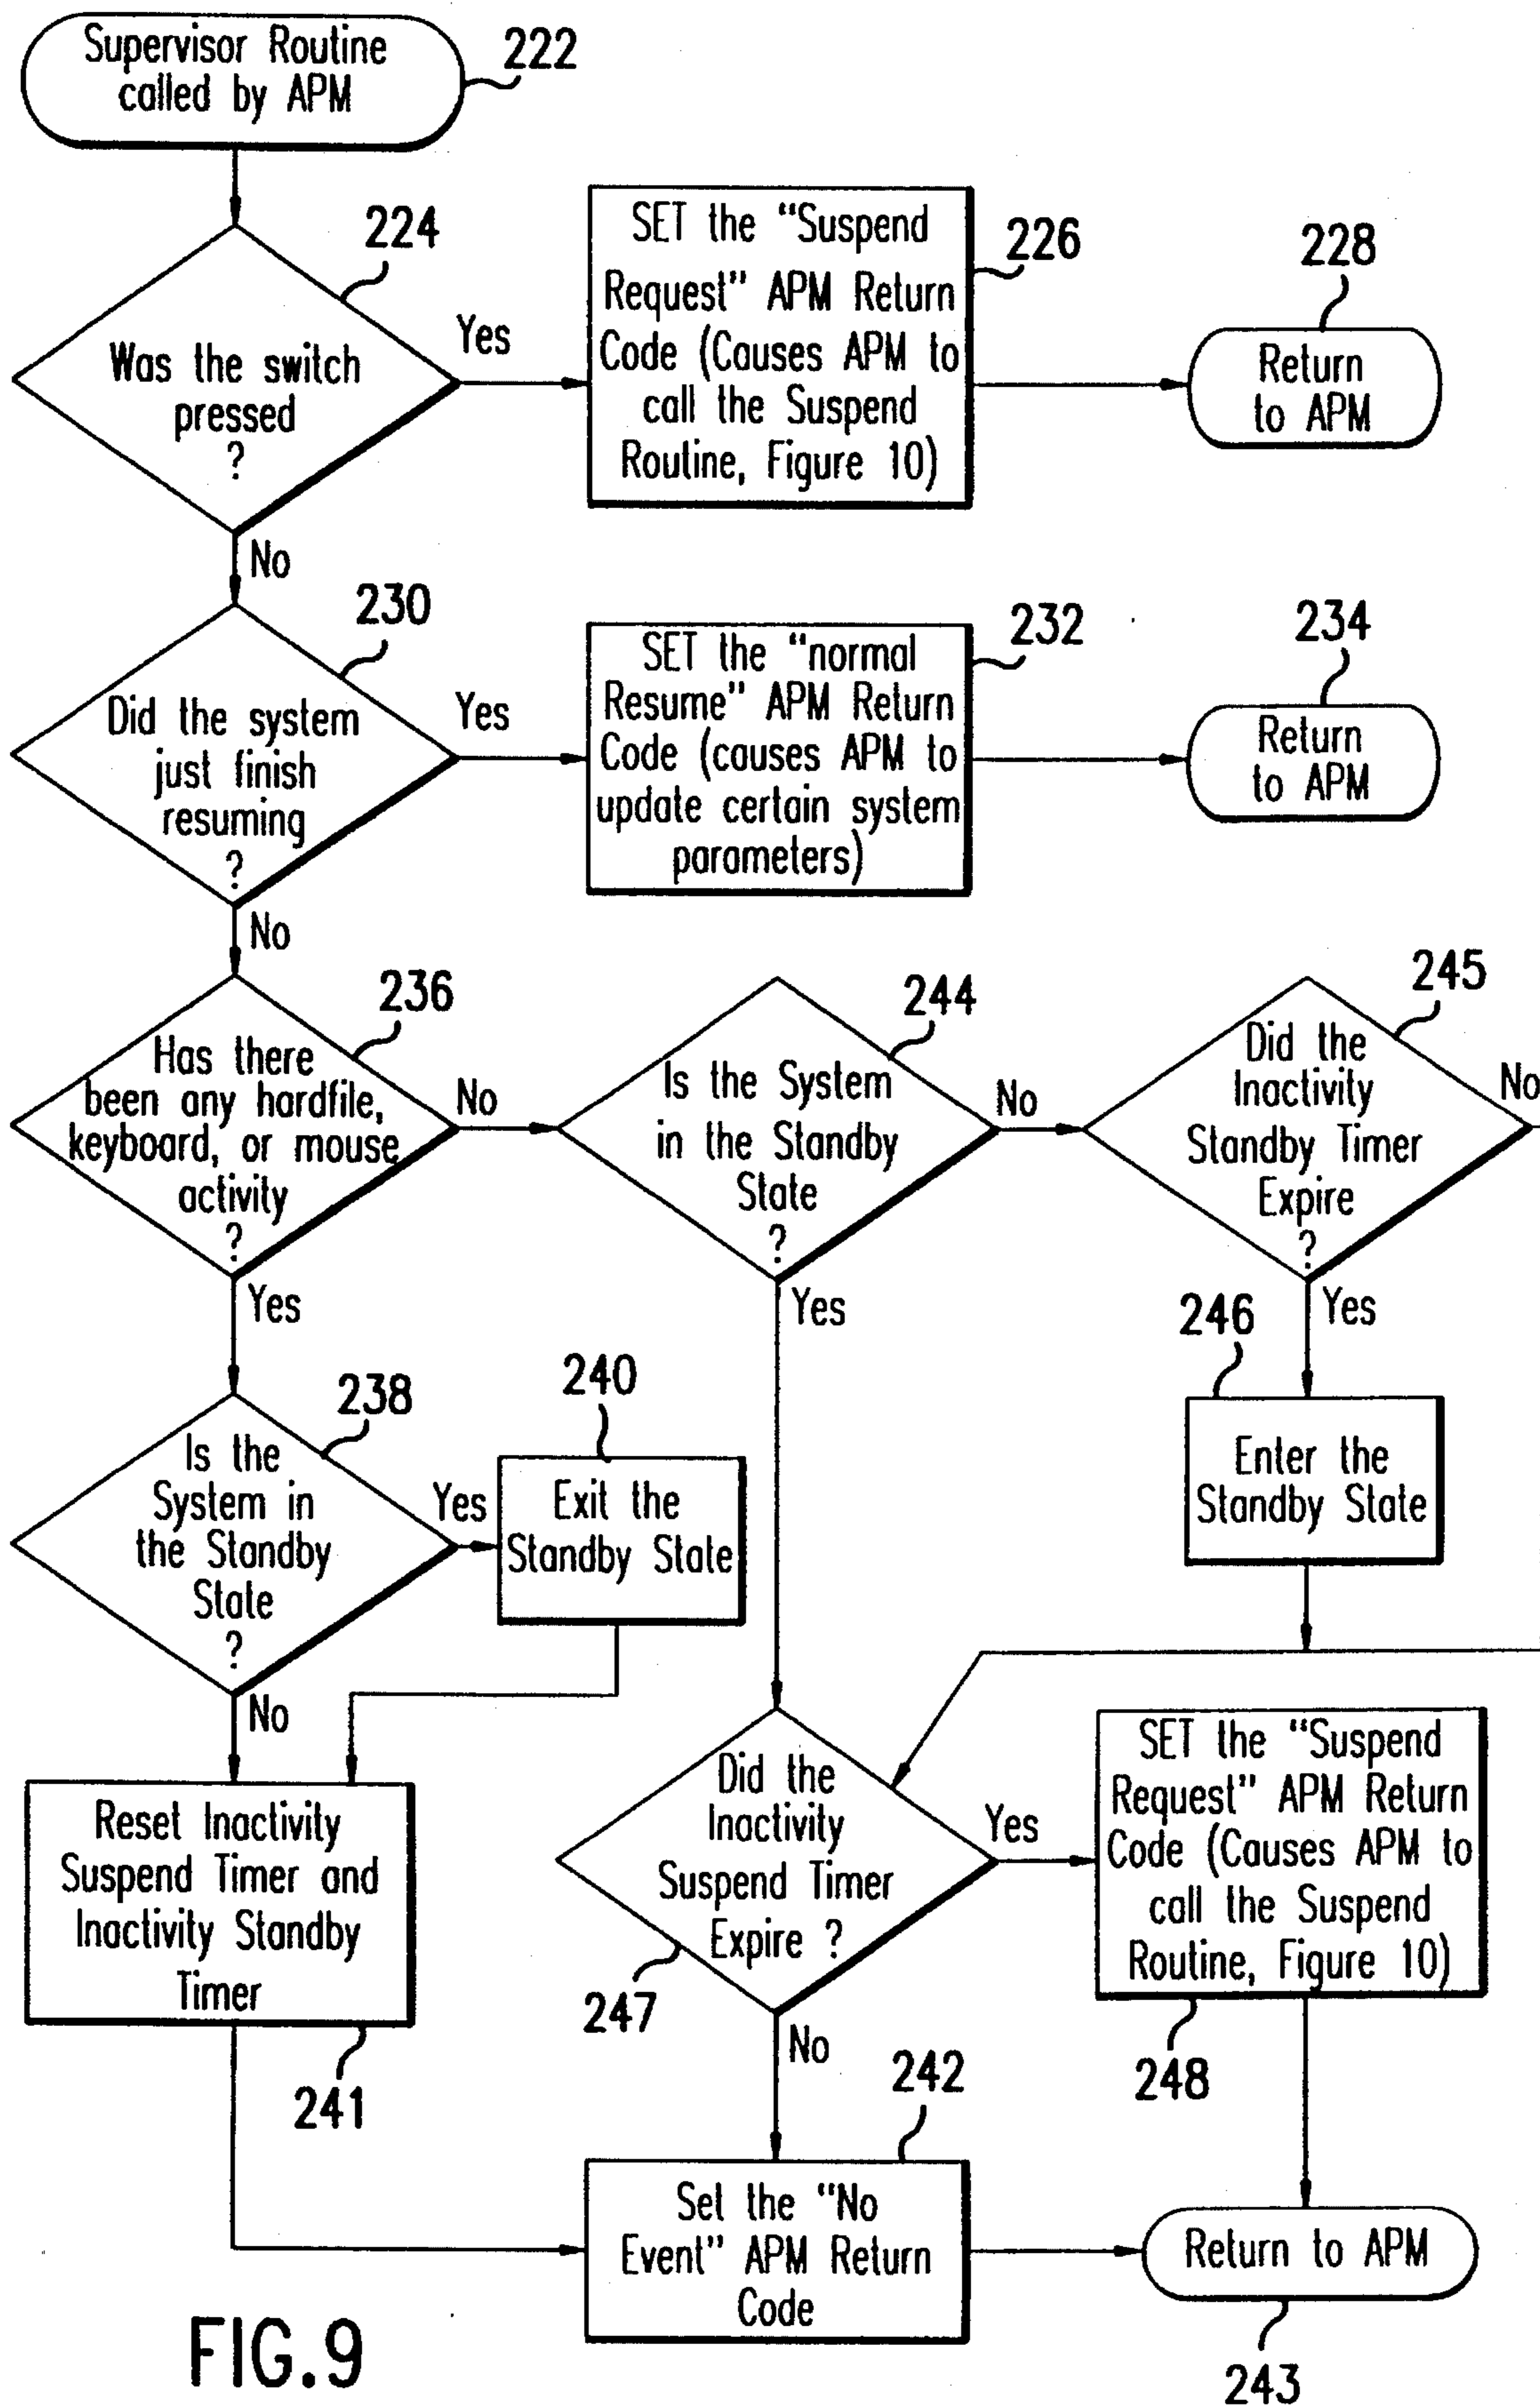 Supervisor Routine
called by APM
222
224
Was the switch
pressed
?
Yes
SET the "Suspend
Request" APM Return
Code (Causes APM to
call the Suspend
Routine, Figure 10)
226
228
Return
to APM
No
230
Did the system
just finish
resuming
?
Yes
SET the "normal
Resume" APM Return
Code (causes APM to
update certain system
parameters)
232
234
Return
to APM
No
236
Has there
been any hardfile,
keyboard, or mouse
activity
?
No
244
Is the System
in the Standby
State
?
No
245
Did the
Inactivity
Standby Timer
Expire
?
No
Yes
Yes
Yes
246
Enter the
Standby State
238
Is the
System in
the Standby
State
?
Yes
240
Exit the
Standby State
No
Reset Inactivity
Suspend Timer and
Inactivity Standby
Timer
241
Did the
Inactivity
Suspend Timer
Expire ?
247
Yes
SET the "Suspend
Request" APM Return
Code (Causes APM to
call the Suspend
Routine, Figure 10)
248
No
242
Set the "No
Event" APM Return
Code
Return to APM
243
FIG.9